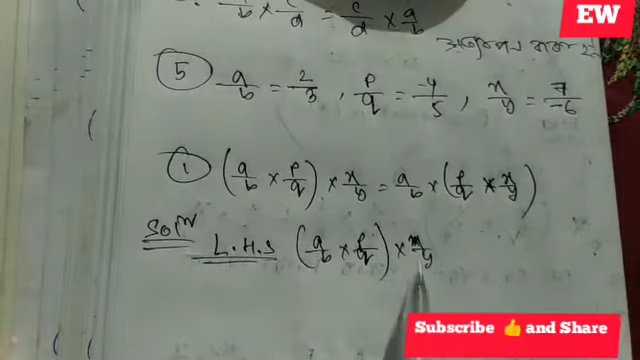 a/b × c/d = c/d × a/b
EW
5 a/b = 2/3 , p/q = -4/5 , x/y = 7/-6
1 (a/b × p/q) × x/y = a/b × (p/q × x/y)
Solⁿ L.H.S (a/b × p/q) × x/y
Subscribe 👍 and Share